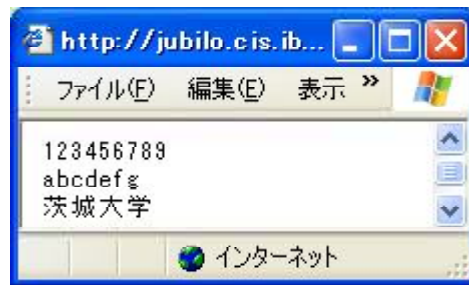 http://jubilo.cis.ib...
ファイル(F) 編集(E) 表示 »
123456789
abcdefg
茨城大学
インターネット